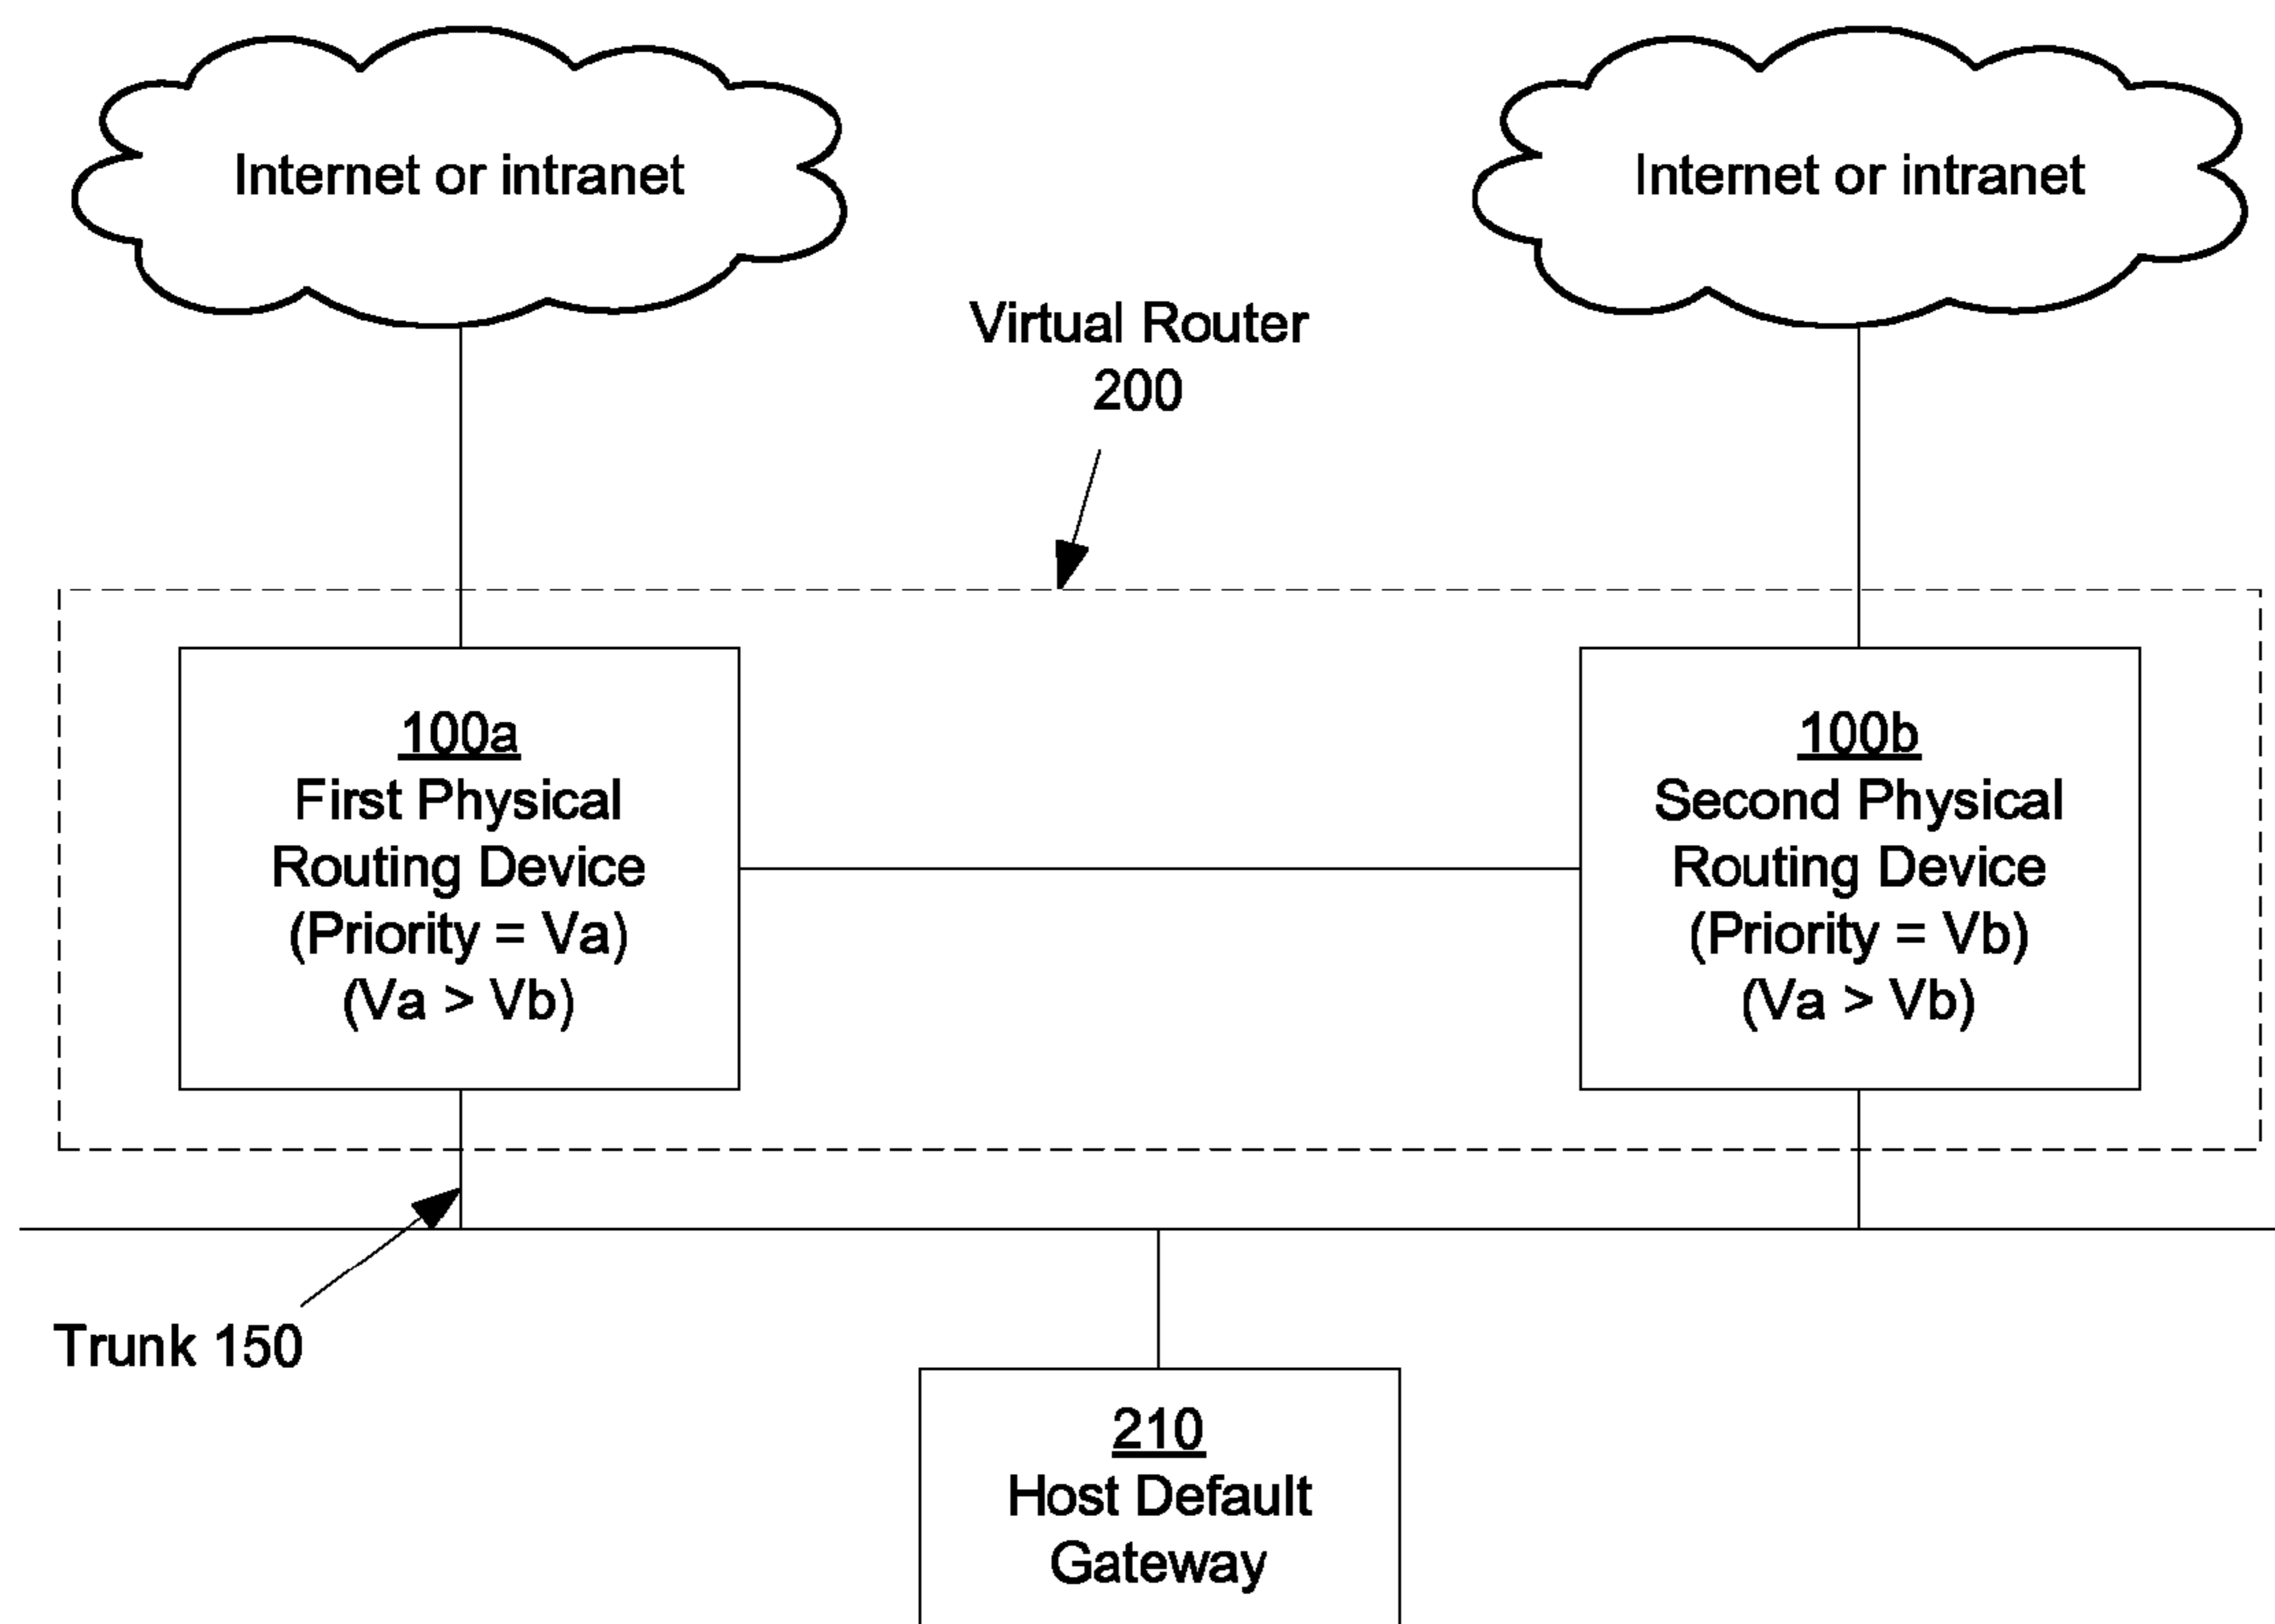 Internet or intranet
Internet or intranet
Virtual Router
200
100a
First Physical
Routing Device
(Priority = Va)
(Va > Vb)
100b
Second Physical
Routing Device
(Priority = Vb)
(Va > Vb)
Trunk 150
210
Host Default
Gateway